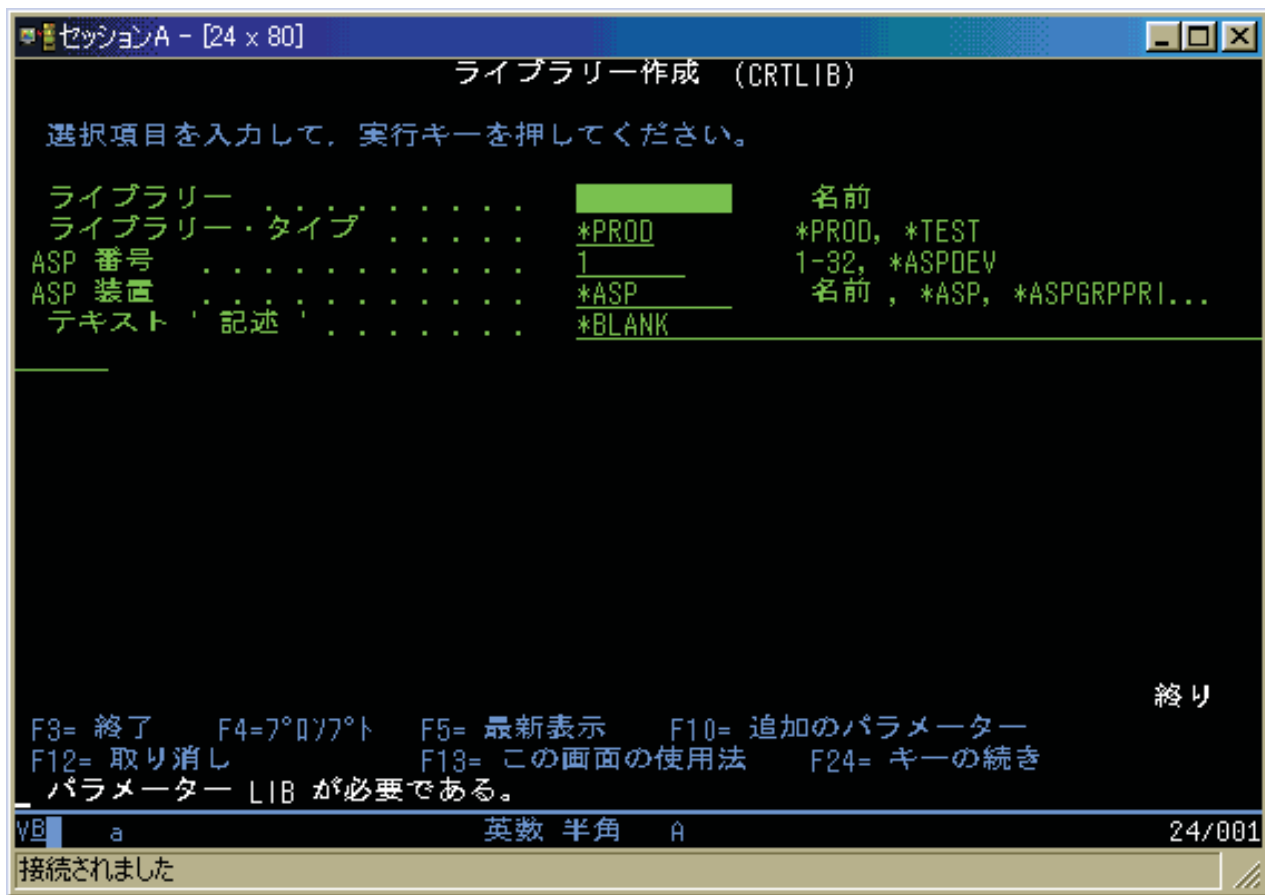 セッションA - [24 x 80]
ライブラリー作成 (CRTLIB)
選択項目を入力して, 実行キーを押してください。
ライブラリー . . . . . . . . . . 名前
ライブラリー・タイプ . . . . . *PROD *PROD, *TEST
ASP 番号 . . . . . . . . . . . 1 1-32, *ASPDEV
ASP 装置 . . . . . . . . . . . *ASP 名前 , *ASP, *ASPGRPPRI...
テキスト ' 記述 ' . . . . . . . *BLANK
終り
F3= 終了 F4=ﾌﾟﾛﾝﾌﾟﾄ F5= 最新表示 F10= 追加のパラメーター
F12= 取り消し F13= この画面の使用法 F24= キーの続き
パラメーター LIB が必要である。
VB a 英数 半角 A 24/001
接続されました